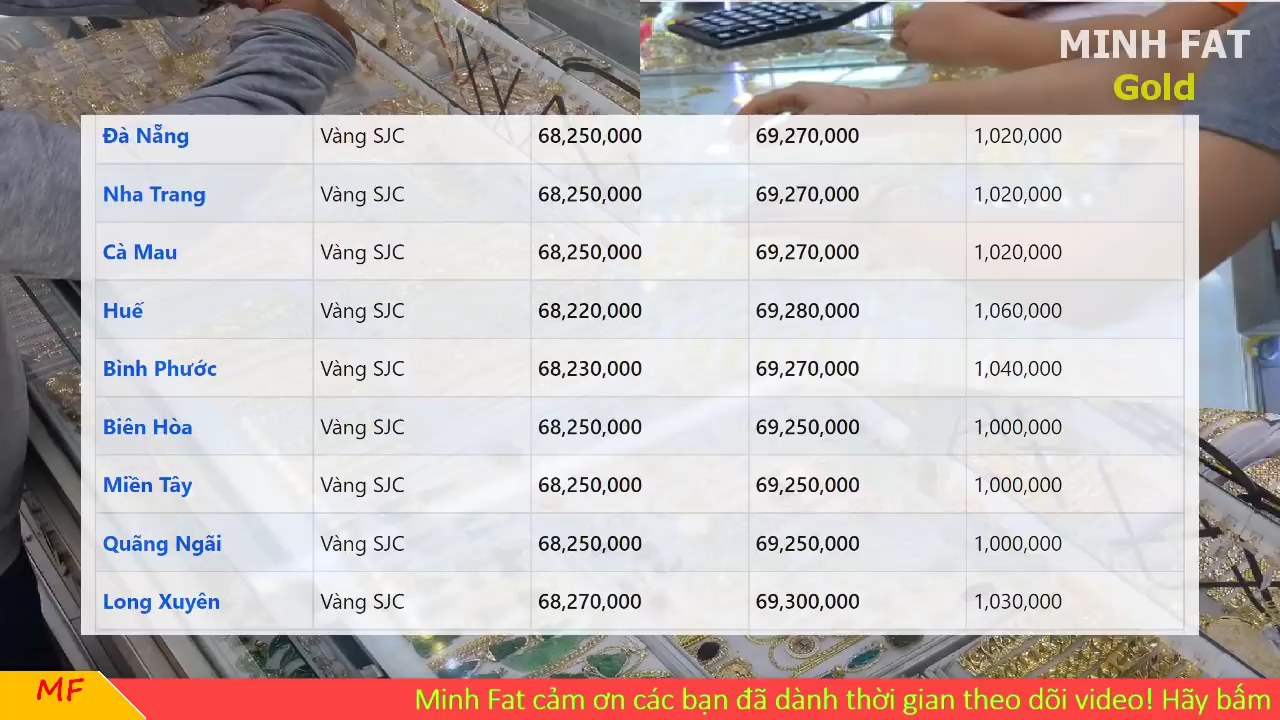 MINH FAT
Gold
Đà Nẵng Vàng SJC 68,250,000 69,270,000 1,020,000
Nha Trang Vàng SJC 68,250,000 69,270,000 1,020,000
Cà Mau Vàng SJC 68,250,000 69,270,000 1,020,000
Huế Vàng SJC 68,220,000 69,280,000 1,060,000
Bình Phước Vàng SJC 68,230,000 69,270,000 1,040,000
Biên Hòa Vàng SJC 68,250,000 69,250,000 1,000,000
Miền Tây Vàng SJC 68,250,000 69,250,000 1,000,000
Quãng Ngãi Vàng SJC 68,250,000 69,250,000 1,000,000
Long Xuyên Vàng SJC 68,270,000 69,300,000 1,030,000
MF Minh Fat cảm ơn các bạn đã dành thời gian theo dõi video! Hãy bấm